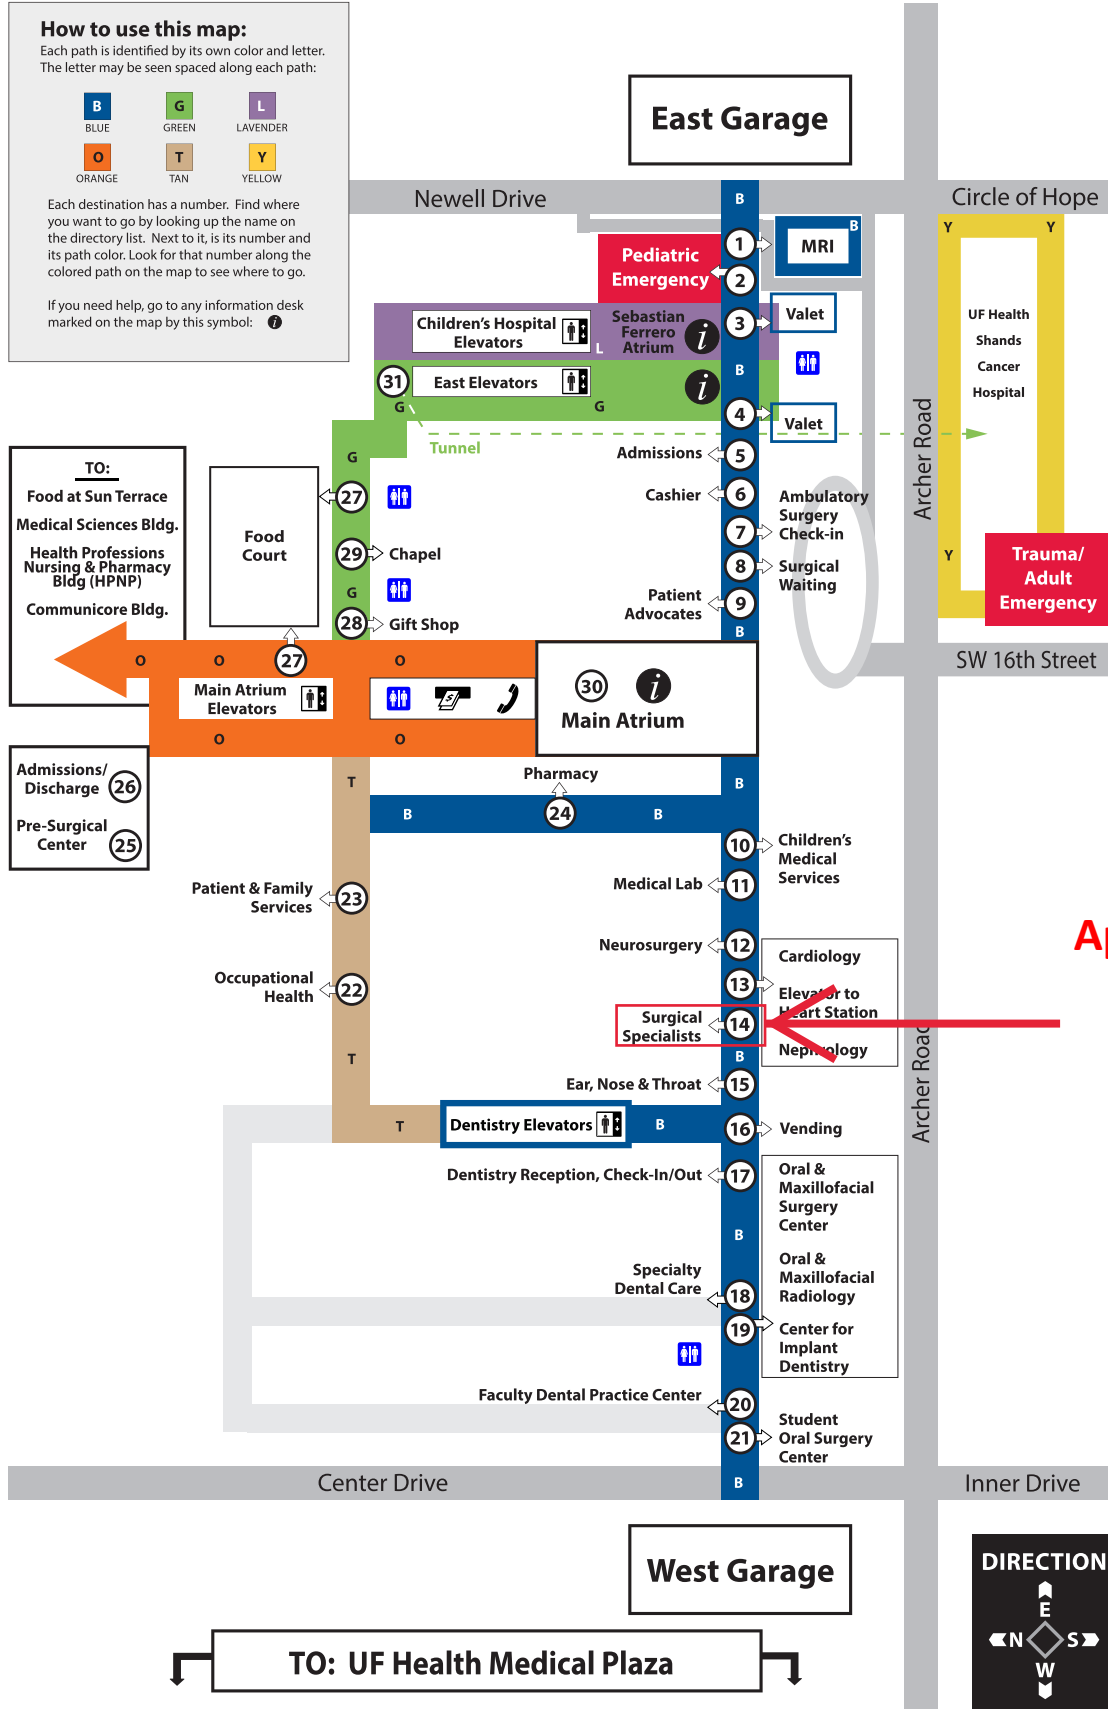 How to use this map:
Each path is identified by its own color and letter.
The letter may be seen spaced along each path:
B
G
L
BLUE
GREEN
LAVENDER
O
T
Y
ORANGE
TAN
YELLOW
Each destination has a number. Find where
you want to go by looking up the name on
the directory list. Next to it, is its number and
its path color. Look for that number along the
colored path on the map to see where to go.
If you need help, go to any information desk
marked on the map by this symbol: i
East Garage
Newell Drive
B
Circle of Hope
1
MRI
B
Y
Y
Pediatric
Emergency
2
Children's Hospital
Elevators
L
Sebastian
Ferrero
Atrium
i
3
Valet
UF Health
Shands
Cancer
Hospital
31
East Elevators
G
G
i
B
4
Valet
Tunnel
Archer Road
Admissions
5
Cashier
6
Ambulatory
Surgery
Check-in
7
Surgical
Waiting
8
Patient
Advocates
9
B
Y
Trauma/
Adult
Emergency
SW 16th Street
TO:
Food at Sun Terrace
Medical Sciences Bldg.
Health Professions
Nursing & Pharmacy
Bldg (HPNP)
Communicore Bldg.
Food
Court
G
27
29
Chapel
G
28
Gift Shop
O
O
27
O
Main Atrium
Elevators
O
O
30
i
Main Atrium
Admissions/
Discharge
26
Pre-Surgical
Center
25
T
Pharmacy
24
B
B
B
10
Children's
Medical
Services
Medical Lab
11
Patient & Family
Services
23
Neurosurgery
12
Cardiology
13
Elevator to
Heart Station
Nephrology
Occupational
Health
22
Surgical
Specialists
14
Ap
B
T
Ear, Nose & Throat
15
Archer Road
T
Dentistry Elevators
B
16
Vending
Dentistry Reception, Check-In/Out
17
Oral &
Maxillofacial
Surgery
Center
B
Oral &
Maxillofacial
Radiology
Specialty
Dental Care
18
19
Center for
Implant
Dentistry
Faculty Dental Practice Center
20
21
Student
Oral Surgery
Center
Center Drive
B
Inner Drive
West Garage
TO: UF Health Medical Plaza
DIRECTION
E
N
S
W